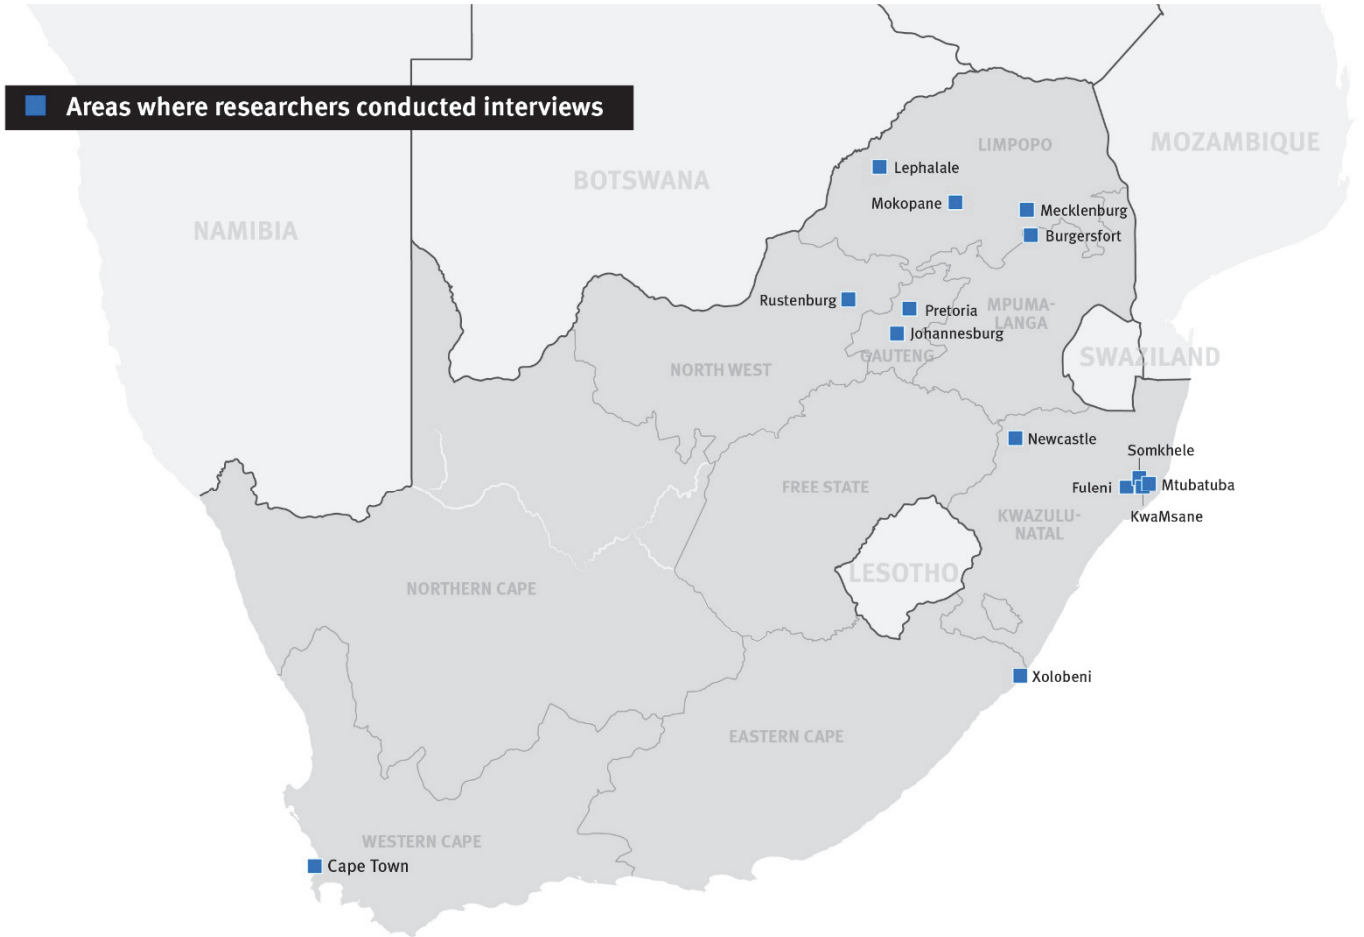 Areas where researchers conducted interviews
MOZAMBIQUE
LIMPOPO
Lephalale
BOTSWANA
Mokopane
Mecklenburg
NAMIBIA
Burgersfort
Rustenburg
MPUMA-
LANGA
Pretoria
Johannesburg
GAUTENG
SWAZILAND
NORTH WEST
Newcastle
Somkhele
FREE STATE
Fuleni
Mtubatuba
KwaMsane
KWAZULU-
NATAL
LESOTHO
NORTHERN CAPE
Xolobeni
EASTERN CAPE
WESTERN CAPE
Cape Town